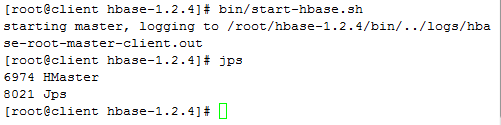 [root@client hbase-1.2.4]# bin/start-hbase.sh
starting master, logging to /root/hbase-1.2.4/bin/../logs/hba
se-root-master-client.out
[root@client hbase-1.2.4]# jps
6974 HMaster
8021 Jps
[root@client hbase-1.2.4]#